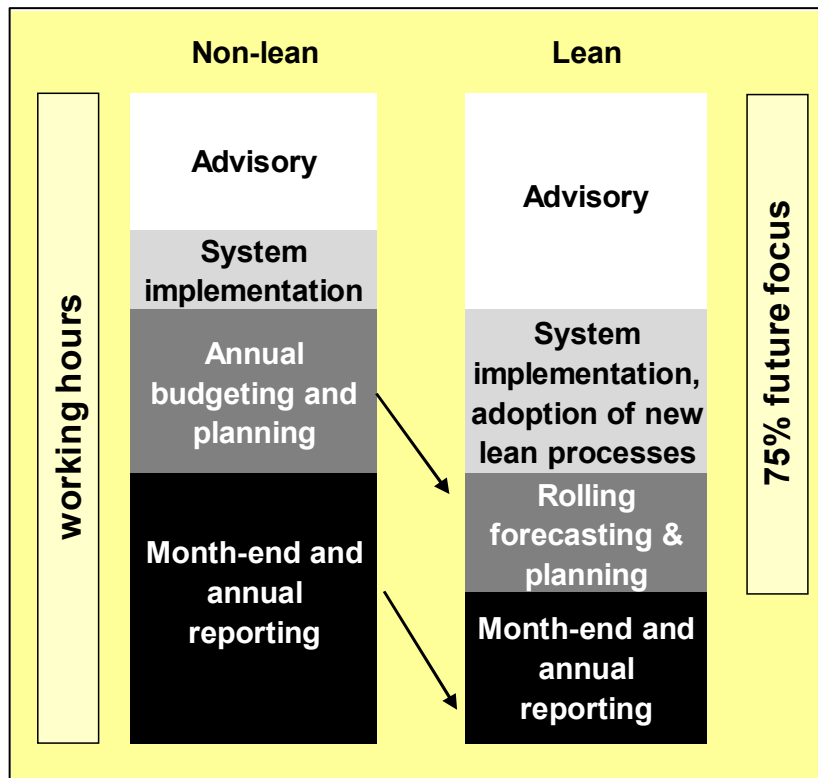 Non-lean
Lean
working hours
Advisory
System
implementation
Annual
budgeting and
planning
Month-end and
annual
reporting
Advisory
System
implementation,
adoption of new
lean processes
Rolling
forecasting &
planning
Month-end and
annual
reporting
75% future focus